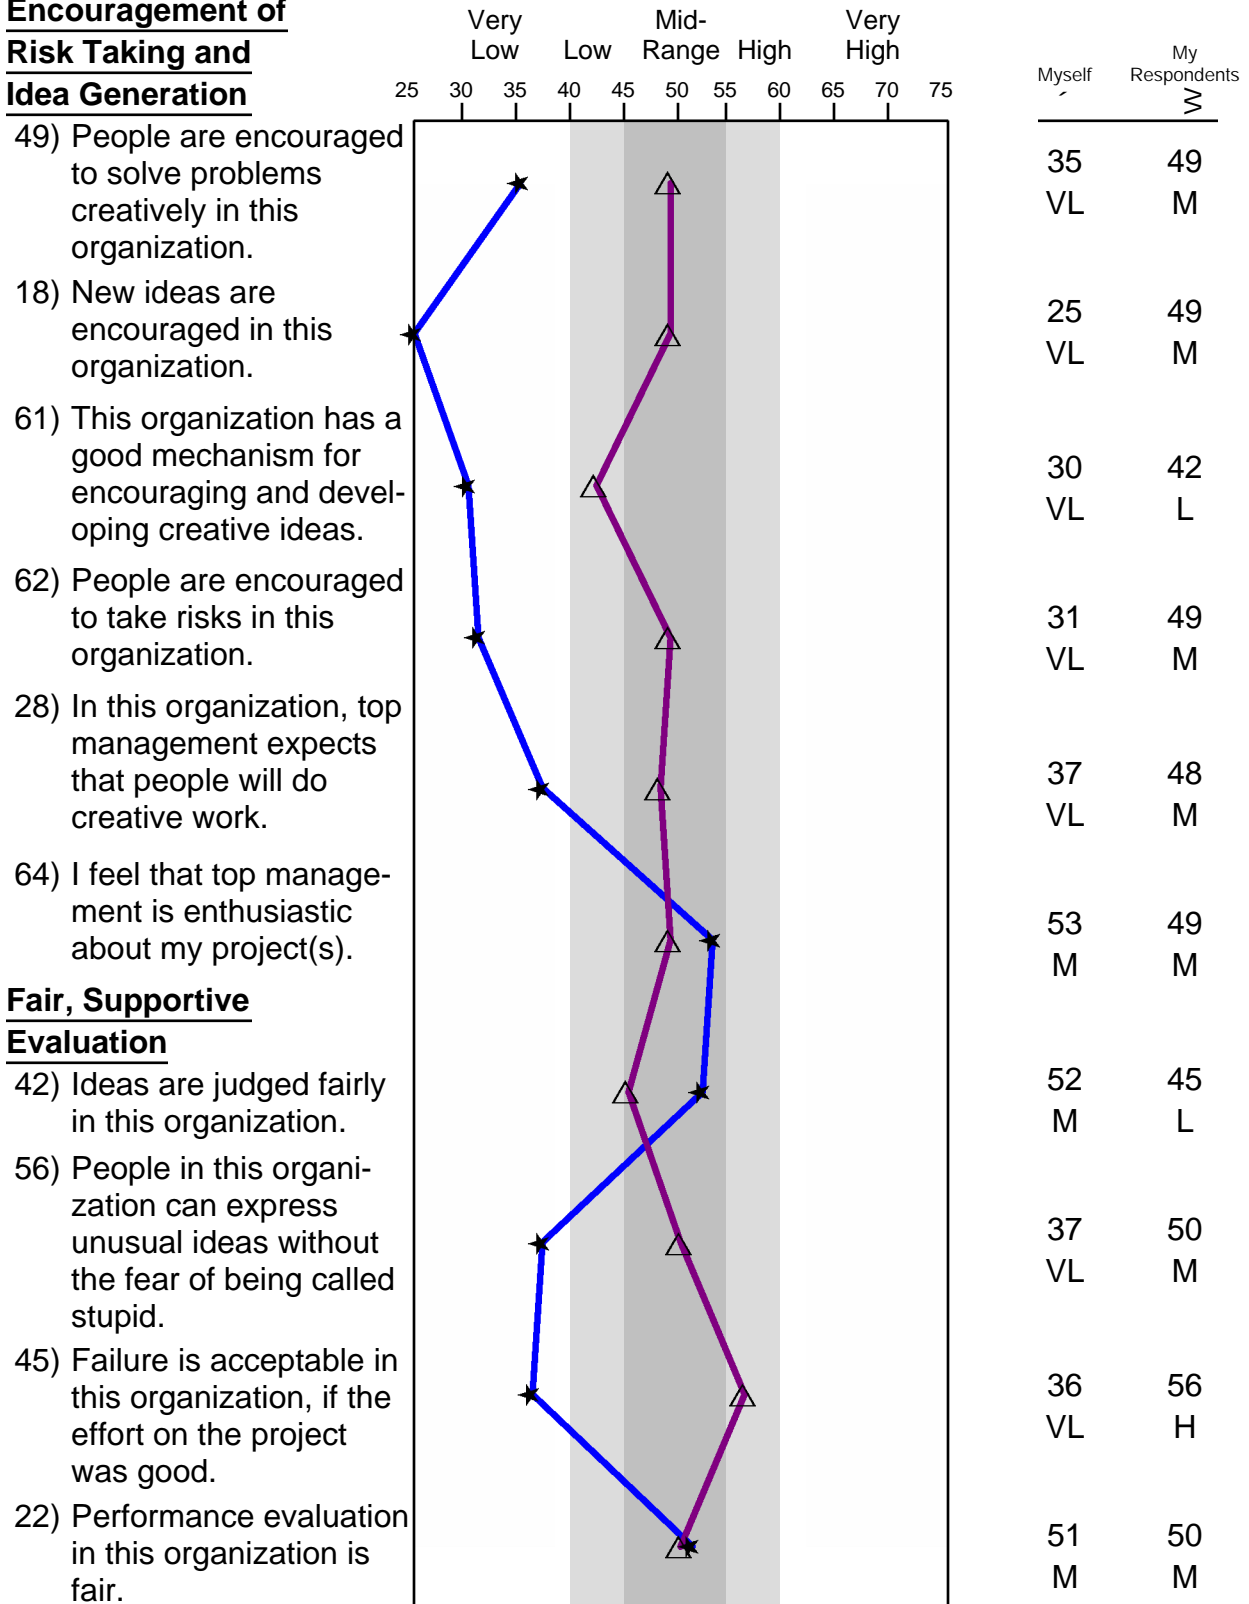 Encouragement of
Risk Taking and
Idea Generation
Very Low
Low
Mid-Range
High
Very High
25 30 35 40 45 50 55 60 65 70 75
Myself
My Respondents
49) People are encouraged
to solve problems
creatively in this
organization.
35 49
VL M
18) New ideas are
encouraged in this
organization.
25 49
VL M
61) This organization has a
good mechanism for
encouraging and devel-
oping creative ideas.
30 42
VL L
62) People are encouraged
to take risks in this
organization.
31 49
VL M
28) In this organization, top
management expects
that people will do
creative work.
37 48
VL M
64) I feel that top manage-
ment is enthusiastic
about my project(s).
53 49
M M
Fair, Supportive
Evaluation
42) Ideas are judged fairly
in this organization.
52 45
M L
56) People in this organi-
zation can express
unusual ideas without
the fear of being called
stupid.
37 50
VL M
45) Failure is acceptable in
this organization, if the
effort on the project
was good.
36 56
VL H
22) Performance evaluation
in this organization is
fair.
51 50
M M